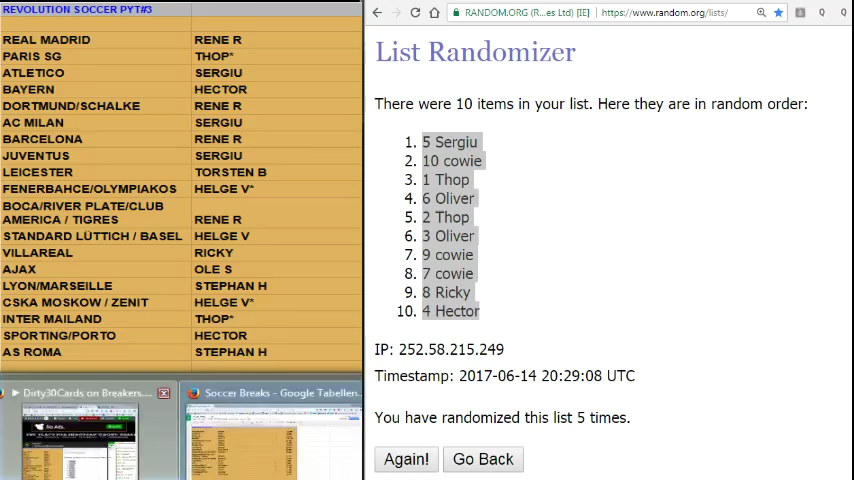 REVOLUTION SOCCER PYT#3
REAL MADRID RENE R
PARIS SG THOP*
ATLETICO SERGIU
BAYERN HECTOR
DORTMUND/SCHALKE RENE R
AC MILAN SERGIU
BARCELONA RENE R
JUVENTUS SERGIU
LEICESTER TORSTEN B
FENERBAHCE/OLYMPIAKOS HELGE V*
BOCA/RIVER PLATE/CLUB
AMERICA / TIGRES RENE R
STANDARD LÜTTICH / BASEL HELGE V
VILLAREAL RICKY
AJAX OLE S
LYON/MARSEILLE STEPHAN H
CSKA MOSKOW / ZENIT HELGE V*
INTER MAILAND THOP*
SPORTING/PORTO HECTOR
AS ROMA STEPHAN H
Dirty30Cards on Breakers....
Soccer Breaks - Google Tabellen...
No Ads.
RANDOM.ORG (R...es Ltd) [IE] https://www.random.org/lists/
List Randomizer
There were 10 items in your list. Here they are in random order:
1. 5 Sergiu
2. 10 cowie
3. 1 Thop
4. 6 Oliver
5. 2 Thop
6. 3 Oliver
7. 9 cowie
8. 7 cowie
9. 8 Ricky
10. 4 Hector
IP: 252.58.215.249
Timestamp: 2017-06-14 20:29:08 UTC
You have randomized this list 5 times.
Again! Go Back